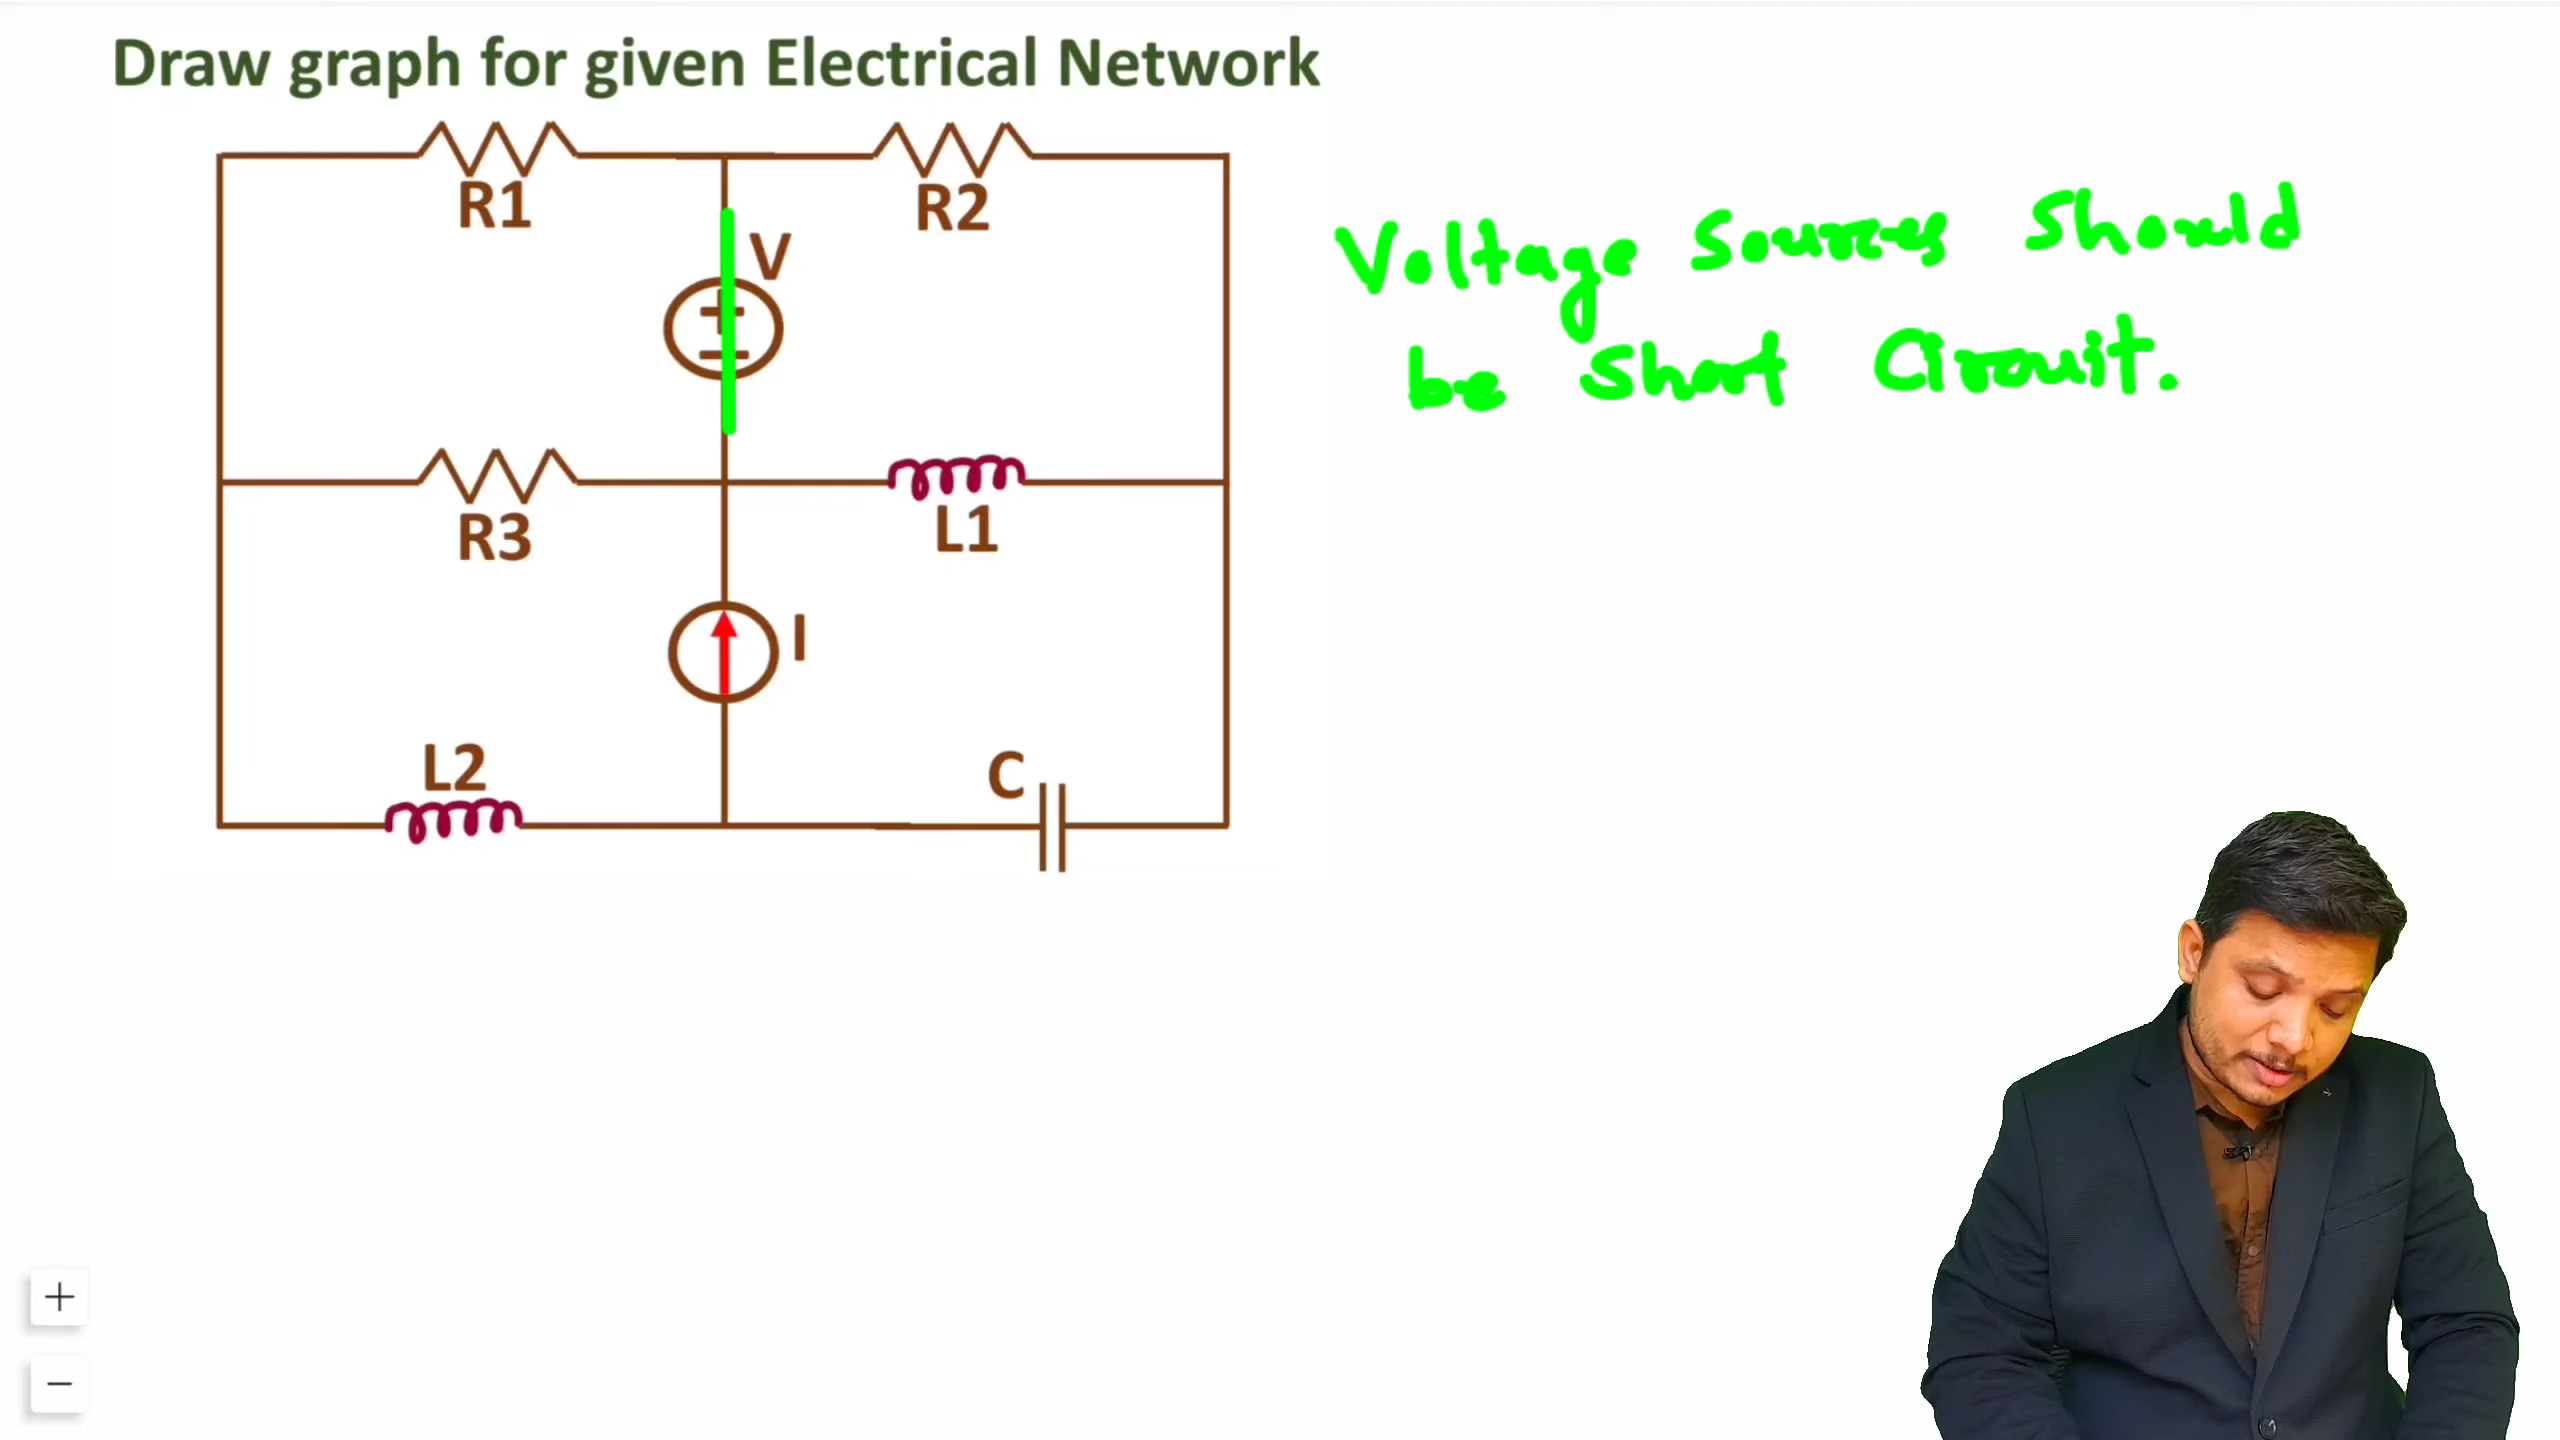 Draw graph for given Electrical Network
R1
R2
V
R3
L1
I
L2
C
Voltage Sources Should
be Short Circuit.